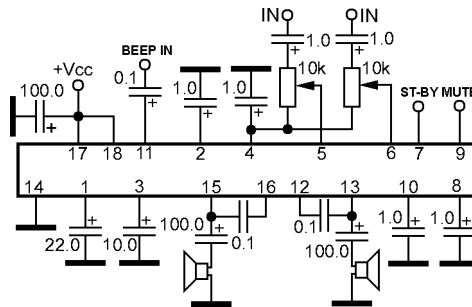 IN IN
1.0 1.0
+Vcc BEEP IN 10k 10k
100.0 0.1 1.0 1.0 ST-BY MUTE
17 18 11 2 4 5 6 7 9
14 1 3 15 16 12 13 10 8
22.0 10.0 100.0 0.1 0.1 100.0 1.0 1.0